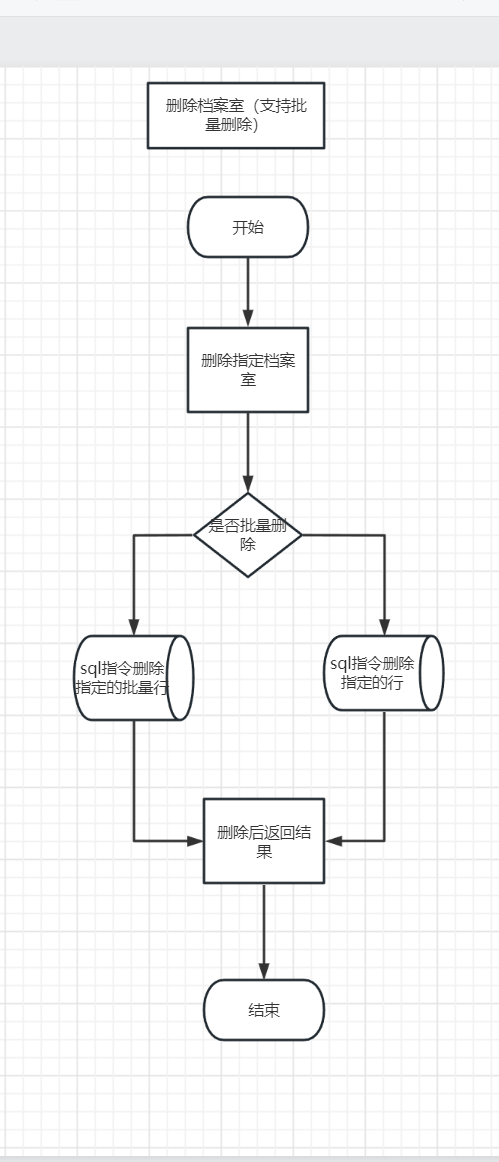 删除档案室（支持批
量删除）
开始
删除指定档案
室
是否批量删
除
sql指令删除
指定的批量行
sql指令删除
指定的行
删除后返回结
果
结束